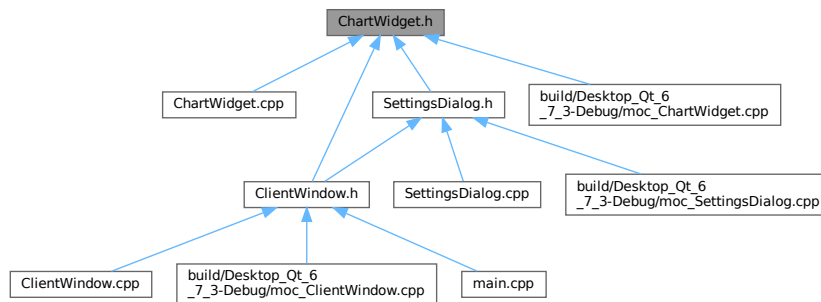 ChartWidget.h
ChartWidget.cpp
SettingsDialog.h
build/Desktop_Qt_6
_7_3-Debug/moc_ChartWidget.cpp
ClientWindow.h
SettingsDialog.cpp
build/Desktop_Qt_6
_7_3-Debug/moc_SettingsDialog.cpp
ClientWindow.cpp
build/Desktop_Qt_6
_7_3-Debug/moc_ClientWindow.cpp
main.cpp